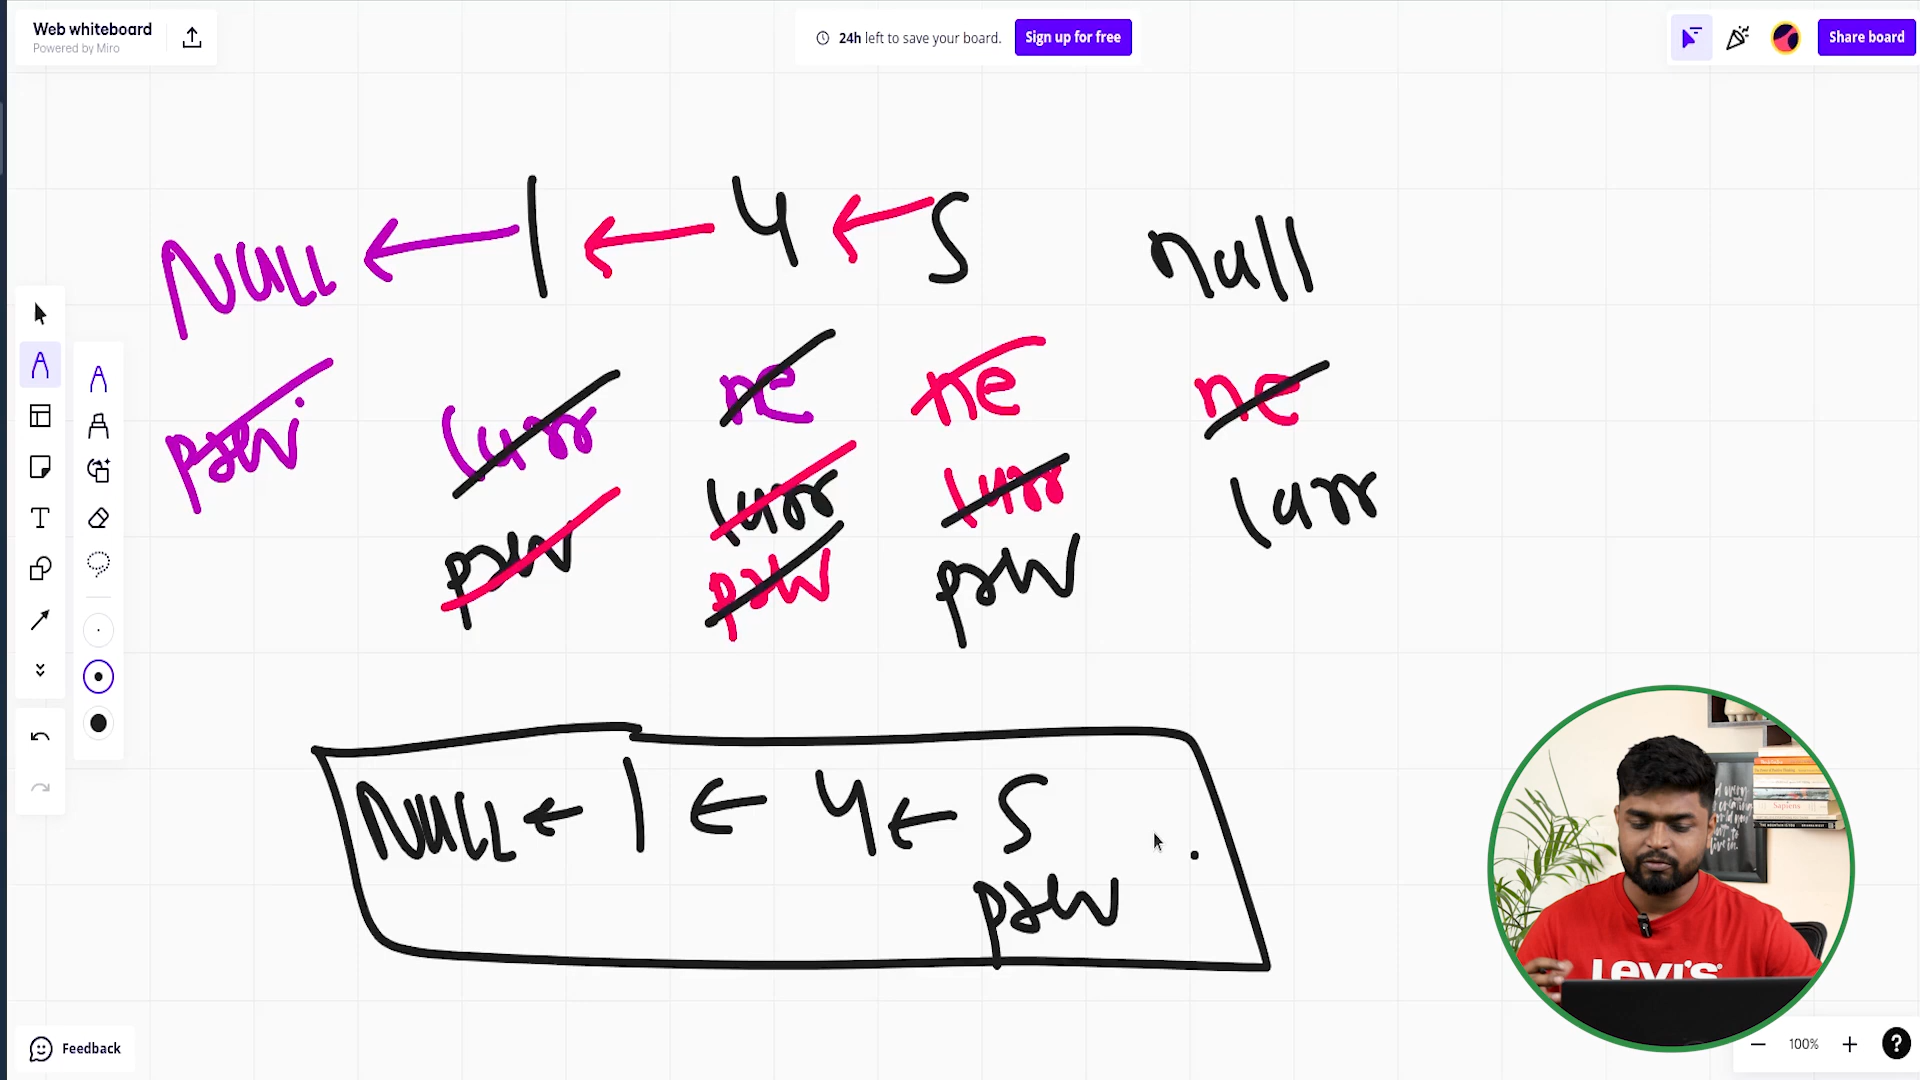 Web whiteboard
Powered by Miro
24h left to save your board.
Sign up for free
Share board
NULL ← 1 ← 4 ← 5 null
prev curr ne ne ne
curr curr curr
prev prev prev
NULL ← 1 ← 4 ← 5 .
prev
Sapiens
LEVI'S
Feedback
100%